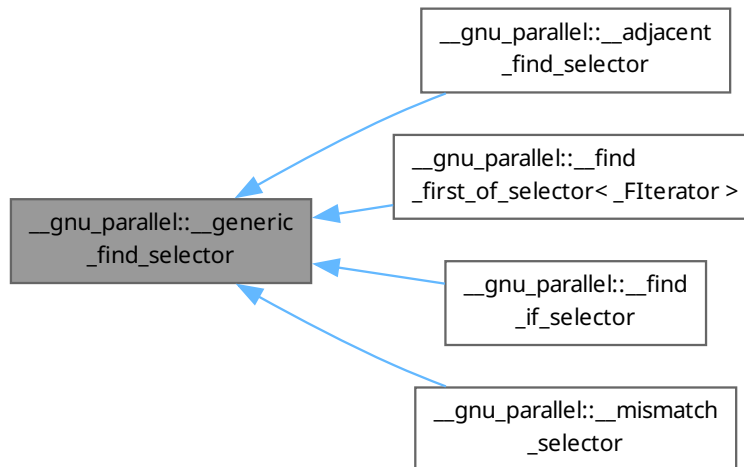 __gnu_parallel::__adjacent
_find_selector
__gnu_parallel::__find
_first_of_selector< _FIterator >
__gnu_parallel::__generic
_find_selector
__gnu_parallel::__find
_if_selector
__gnu_parallel::__mismatch
_selector